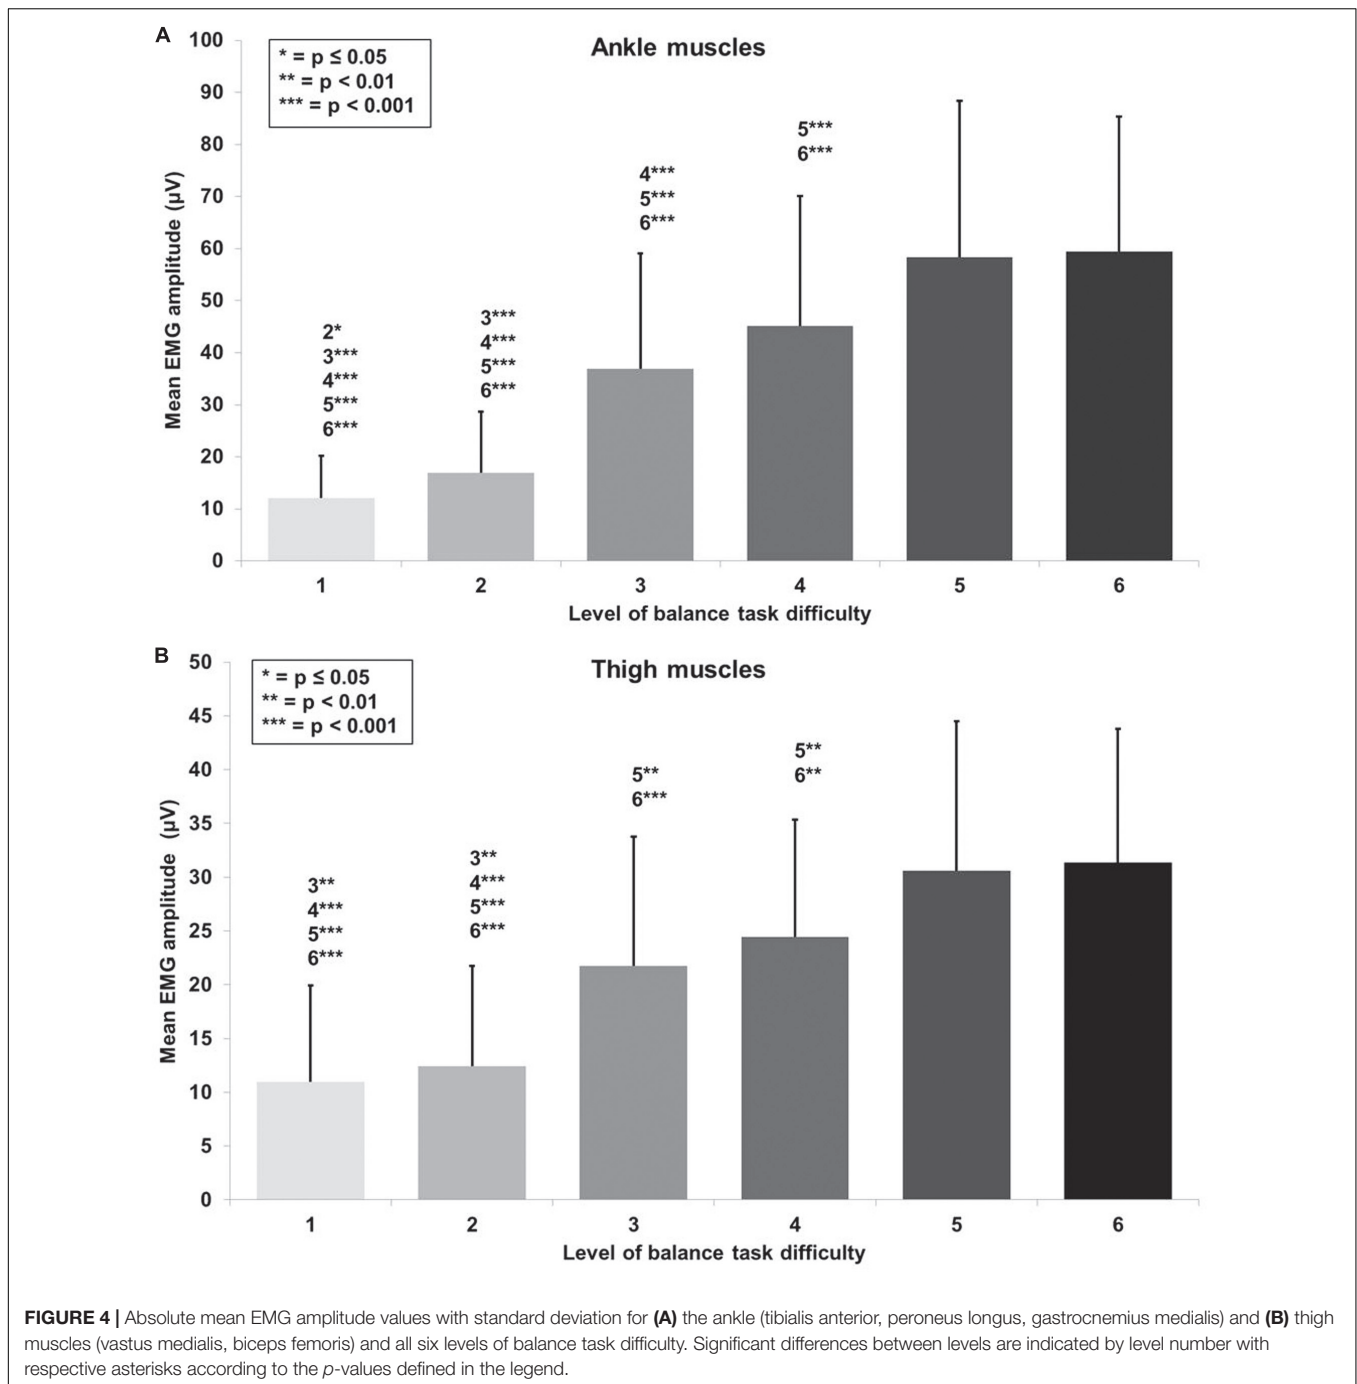 A
Ankle muscles
* = p ≤ 0.05
** = p < 0.01
*** = p < 0.001
Mean EMG amplitude (µV)
100
90
80
70
60
50
40
30
20
10
0
2*
3***
4***
5***
6***
3***
4***
5***
6***
4***
5***
6***
5***
6***
1 2 3 4 5 6
Level of balance task difficulty
B
Thigh muscles
* = p ≤ 0.05
** = p < 0.01
*** = p < 0.001
Mean EMG amplitude (µV)
50
45
40
35
30
25
20
15
10
5
0
3**
4***
5***
6***
3**
4***
5***
6***
5**
6***
5**
6**
1 2 3 4 5 6
Level of balance task difficulty
FIGURE 4 | Absolute mean EMG amplitude values with standard deviation for (A) the ankle (tibialis anterior, peroneus longus, gastrocnemius medialis) and (B) thigh
muscles (vastus medialis, biceps femoris) and all six levels of balance task difficulty. Significant differences between levels are indicated by level number with
respective asterisks according to the p-values defined in the legend.